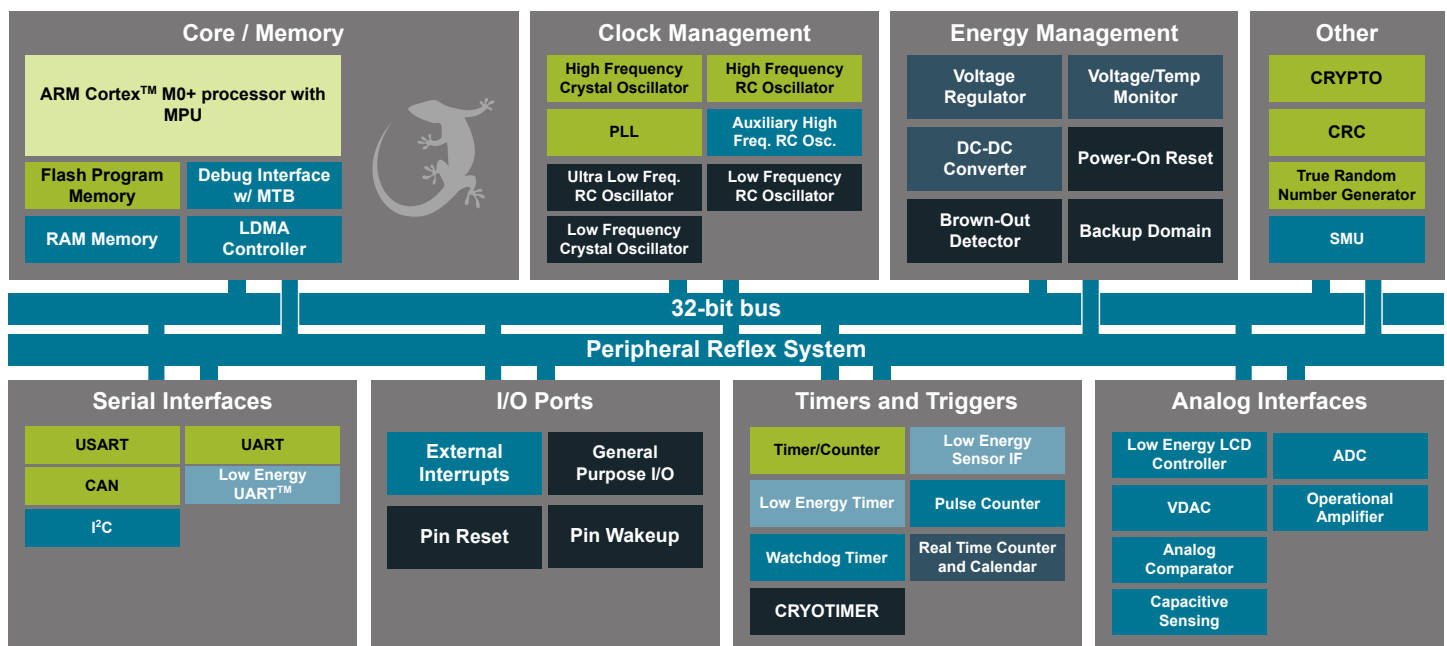 Core / Memory
ARM Cortex™ M0+ processor with
MPU
Flash Program
Memory
Debug Interface
w/ MTB
RAM Memory
LDMA
Controller
Clock Management
High Frequency
Crystal Oscillator
High Frequency
RC Oscillator
PLL
Auxiliary High
Freq. RC Osc.
Ultra Low Freq.
RC Oscillator
Low Frequency
RC Oscillator
Low Frequency
Crystal Oscillator
Energy Management
Voltage
Regulator
Voltage/Temp
Monitor
DC-DC
Converter
Power-On Reset
Brown-Out
Detector
Backup Domain
Other
CRYPTO
CRC
True Random
Number Generator
SMU
32-bit bus
Peripheral Reflex System
Serial Interfaces
USART
UART
CAN
Low Energy
UART™
I²C
I/O Ports
External
Interrupts
General
Purpose I/O
Pin Reset
Pin Wakeup
Timers and Triggers
Timer/Counter
Low Energy
Sensor IF
Low Energy Timer
Pulse Counter
Watchdog Timer
Real Time Counter
and Calendar
CRYOTIMER
Analog Interfaces
Low Energy LCD
Controller
ADC
VDAC
Operational
Amplifier
Analog
Comparator
Capacitive
Sensing